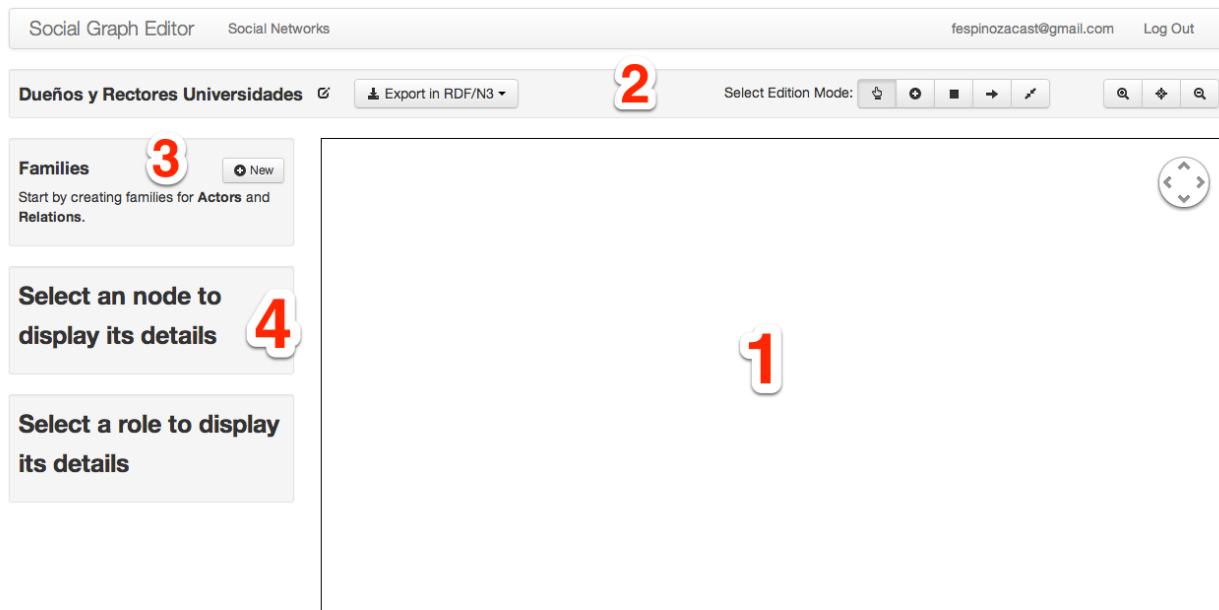 Social Graph Editor Social Networks fespinozacast@gmail.com Log Out
Dueños y Rectores Universidades Export in RDF/N3 2 Select Edition Mode:
3
Families New
Start by creating families for Actors and
Relations.
Select an node to
display its details
4
1
Select a role to display
its details